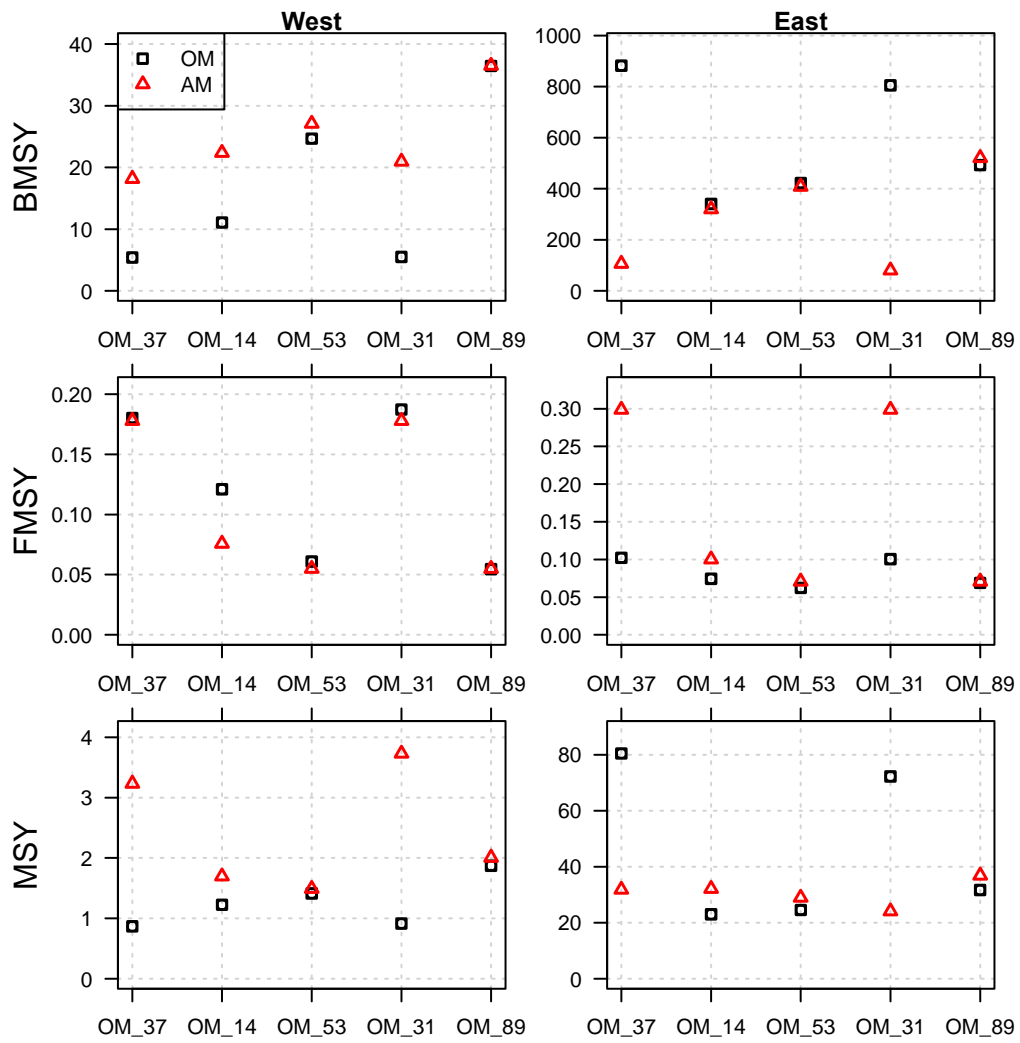 West
East
BMSY
40
30
20
10
0
OM
AM
OM_37 OM_14 OM_53 OM_31 OM_89
1000
800
600
400
200
0
OM_37 OM_14 OM_53 OM_31 OM_89
FMSY
0.20
0.15
0.10
0.05
0.00
OM_37 OM_14 OM_53 OM_31 OM_89
0.30
0.25
0.20
0.15
0.10
0.05
0.00
OM_37 OM_14 OM_53 OM_31 OM_89
MSY
4
3
2
1
0
OM_37 OM_14 OM_53 OM_31 OM_89
80
60
40
20
0
OM_37 OM_14 OM_53 OM_31 OM_89